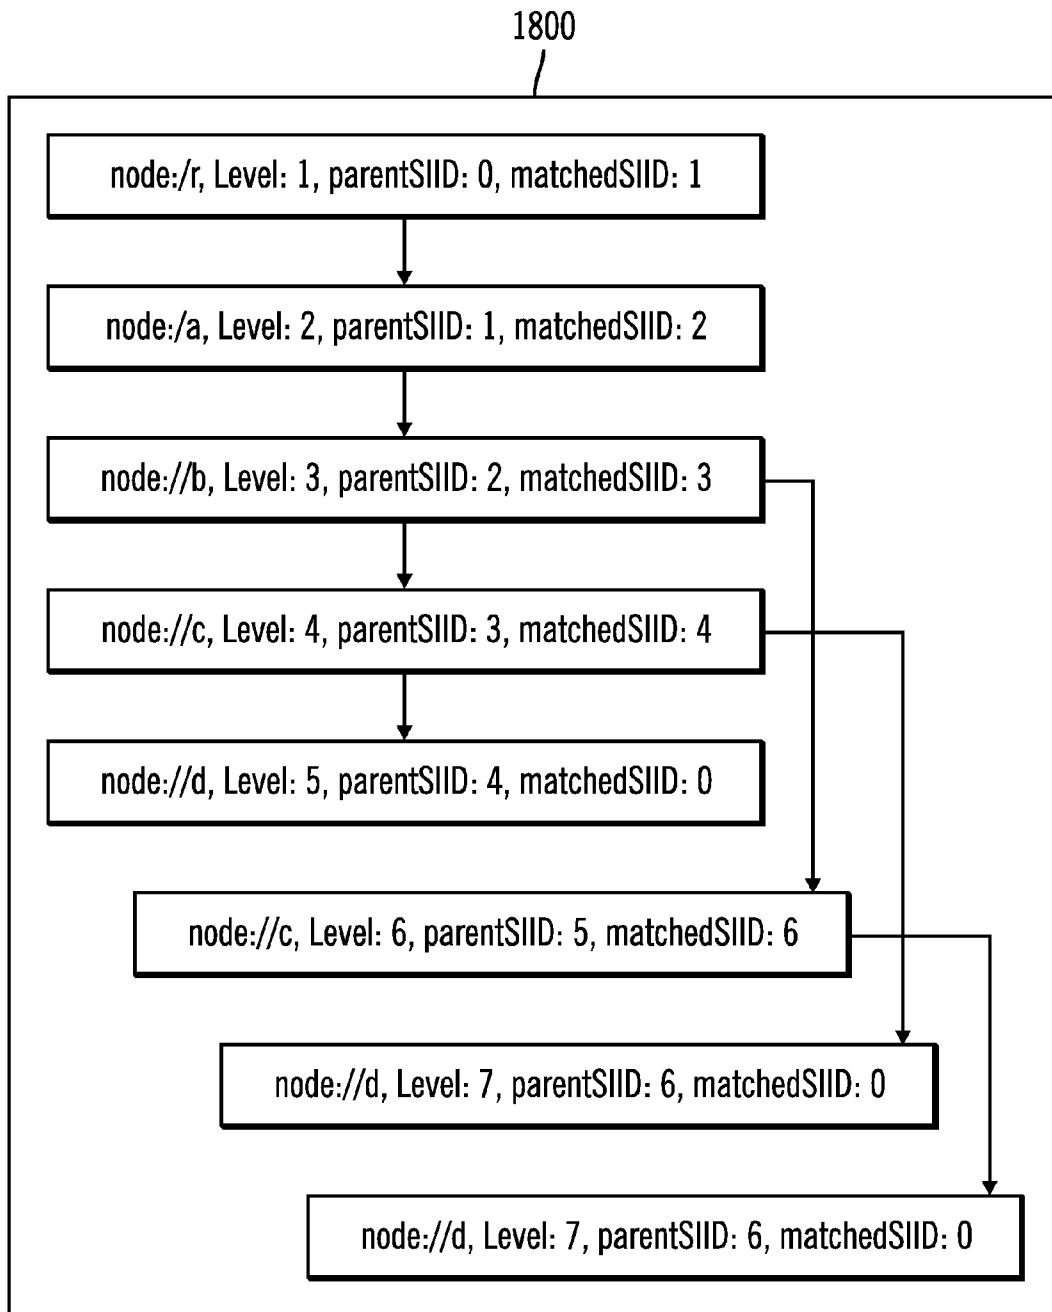 1800
node:/r, Level: 1, parentSIID: 0, matchedSIID: 1
node:/a, Level: 2, parentSIID: 1, matchedSIID: 2
node://b, Level: 3, parentSIID: 2, matchedSIID: 3
node://c, Level: 4, parentSIID: 3, matchedSIID: 4
node://d, Level: 5, parentSIID: 4, matchedSIID: 0
node://c, Level: 6, parentSIID: 5, matchedSIID: 6
node://d, Level: 7, parentSIID: 6, matchedSIID: 0
node://d, Level: 7, parentSIID: 6, matchedSIID: 0